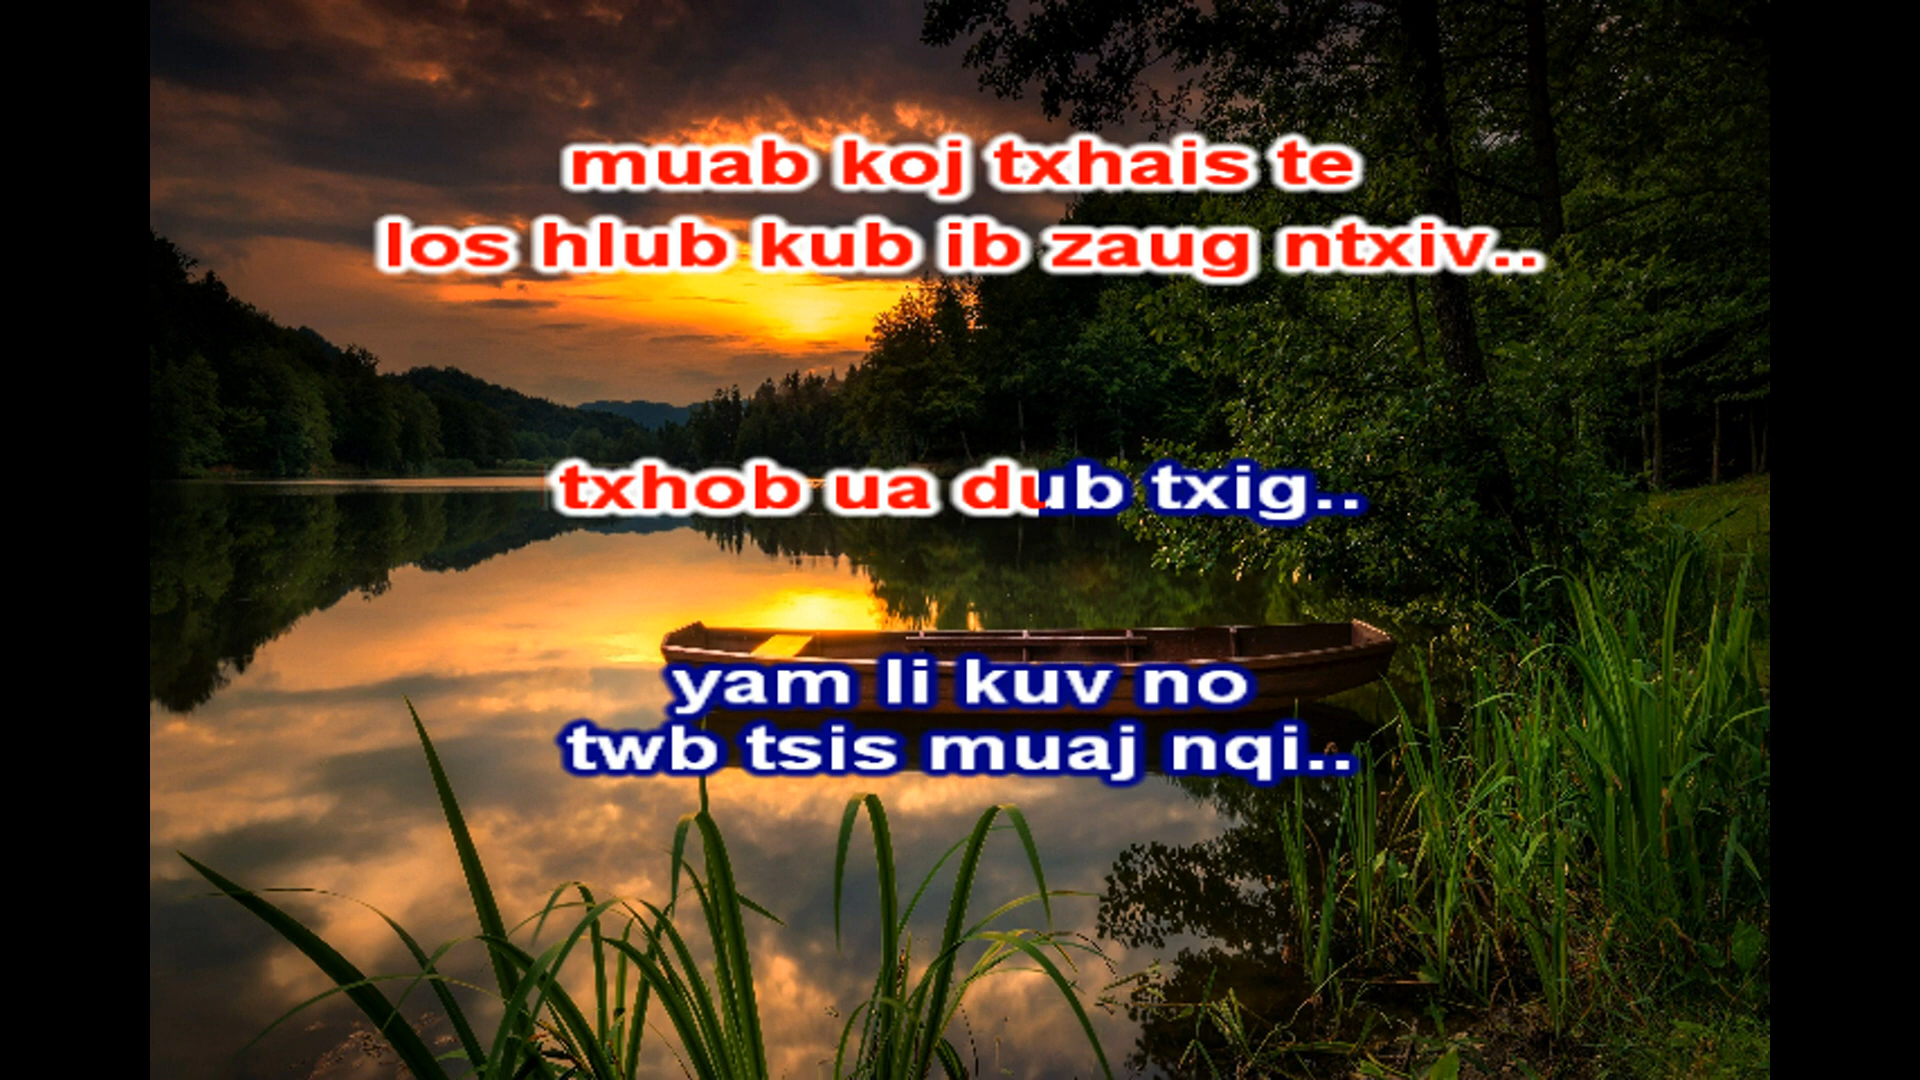 muab koj txhais te
los hlub kub ib zaug ntxiv..
txhob ua dub txig..
yam li kuv no
twb tsis muaj nqi..